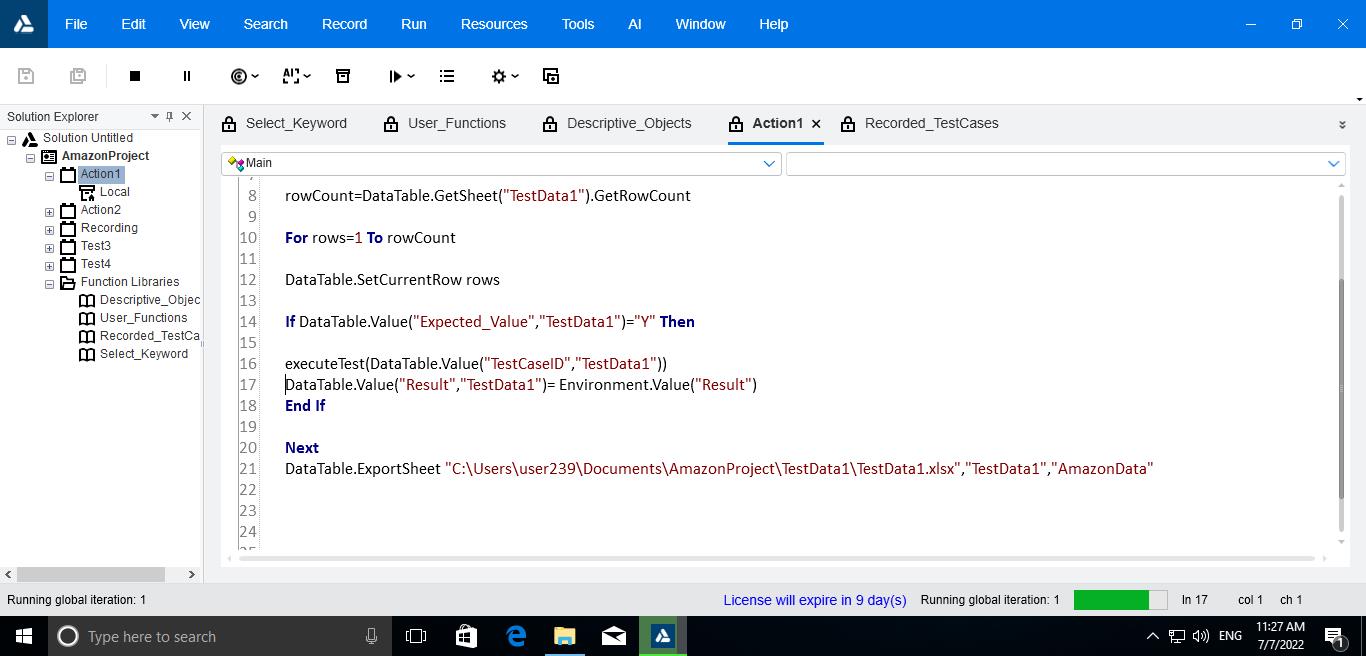 File Edit View Search Record Run Resources Tools AI Window Help
Solution Explorer
Solution Untitled
AmazonProject
Action1
Local
Action2
Recording
Test3
Test4
Function Libraries
Descriptive_Objec
User_Functions
Recorded_TestCa
Select_Keyword
Select_Keyword User_Functions Descriptive_Objects Action1 Recorded_TestCases
Main
8 rowCount=DataTable.GetSheet("TestData1").GetRowCount
9
10 For rows=1 To rowCount
11
12 DataTable.SetCurrentRow rows
13
14 If DataTable.Value("Expected_Value","TestData1")="Y" Then
15
16 executeTest(DataTable.Value("TestCaseID","TestData1"))
17 DataTable.Value("Result","TestData1")= Environment.Value("Result")
18 End If
19
20 Next
21 DataTable.ExportSheet "C:\Users\user239\Documents\AmazonProject\TestData1\TestData1.xlsx","TestData1","AmazonData"
22
23
24
Running global iteration: 1 License will expire in 9 day(s) Running global iteration: 1 ln 17 col 1 ch 1
Type here to search
ENG
11:27 AM
7/7/2022
1